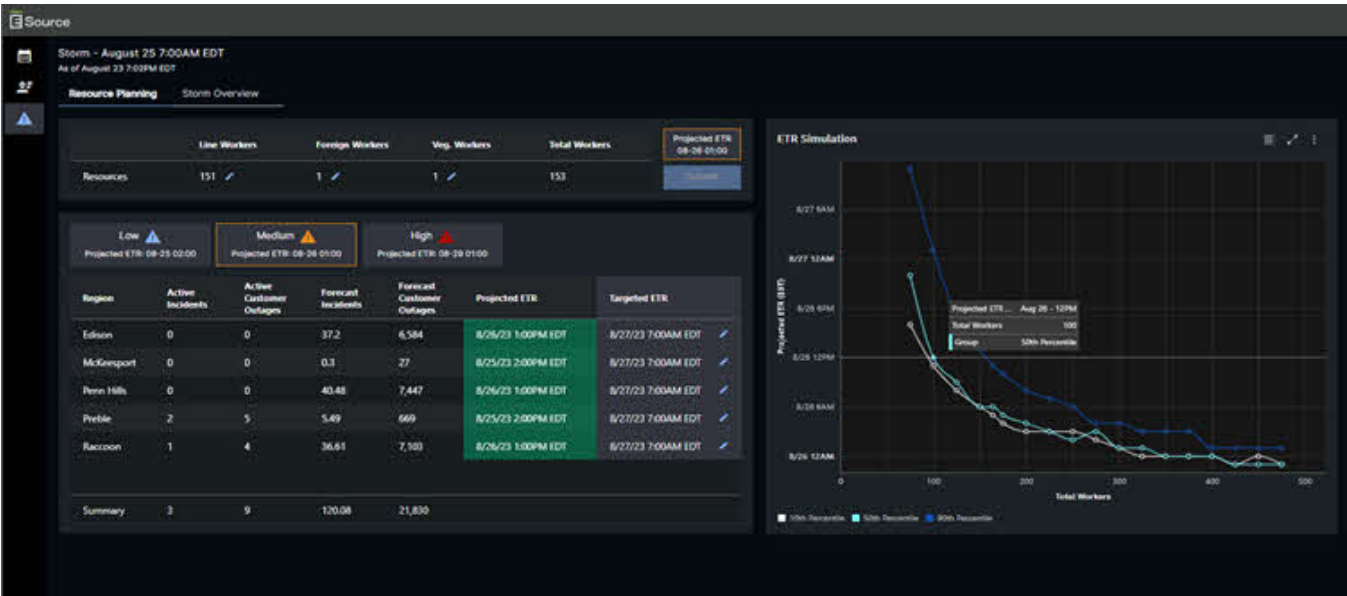 E Source
Storm - August 25 7:00AM EDT
As of August 23 7:02PM EDT
Resource Planning Storm Overview
Line Workers Foreign Workers Veg. Workers Total Workers Projected ETR
08-26 01:00
Resources 151 1 1 153 Submit
Low Medium High
Projected ETR: 08-25 02:00 Projected ETR: 08-26 01:00 Projected ETR: 08-29 01:00
Region Active Incidents Active Customer Outages Forecast Incidents Forecast Customer Outages Projected ETR Targeted ETR
Edison 0 0 37.2 6,584 8/26/23 1:00PM EDT 8/27/23 7:00AM EDT
McKeesport 0 0 0.3 27 8/25/23 2:00PM EDT 8/27/23 7:00AM EDT
Penn Hills 0 0 40.48 7,447 8/26/23 1:00PM EDT 8/27/23 7:00AM EDT
Preble 2 5 5.49 669 8/25/23 2:00PM EDT 8/27/23 7:00AM EDT
Raccoon 1 4 36.61 7,103 8/26/23 1:00PM EDT 8/27/23 7:00AM EDT
Summary 3 9 120.08 21,830
ETR Simulation
Projected ETR (EDT)
8/27 6AM
8/27 12AM
8/26 6PM
8/26 12PM
8/26 6AM
8/26 12AM
Projected ETR ... Aug 26 - 12PM
Total Workers 100
Group 50th Percentile
0 100 200 300 400 500
Total Workers
10th Percentile 50th Percentile 90th Percentile